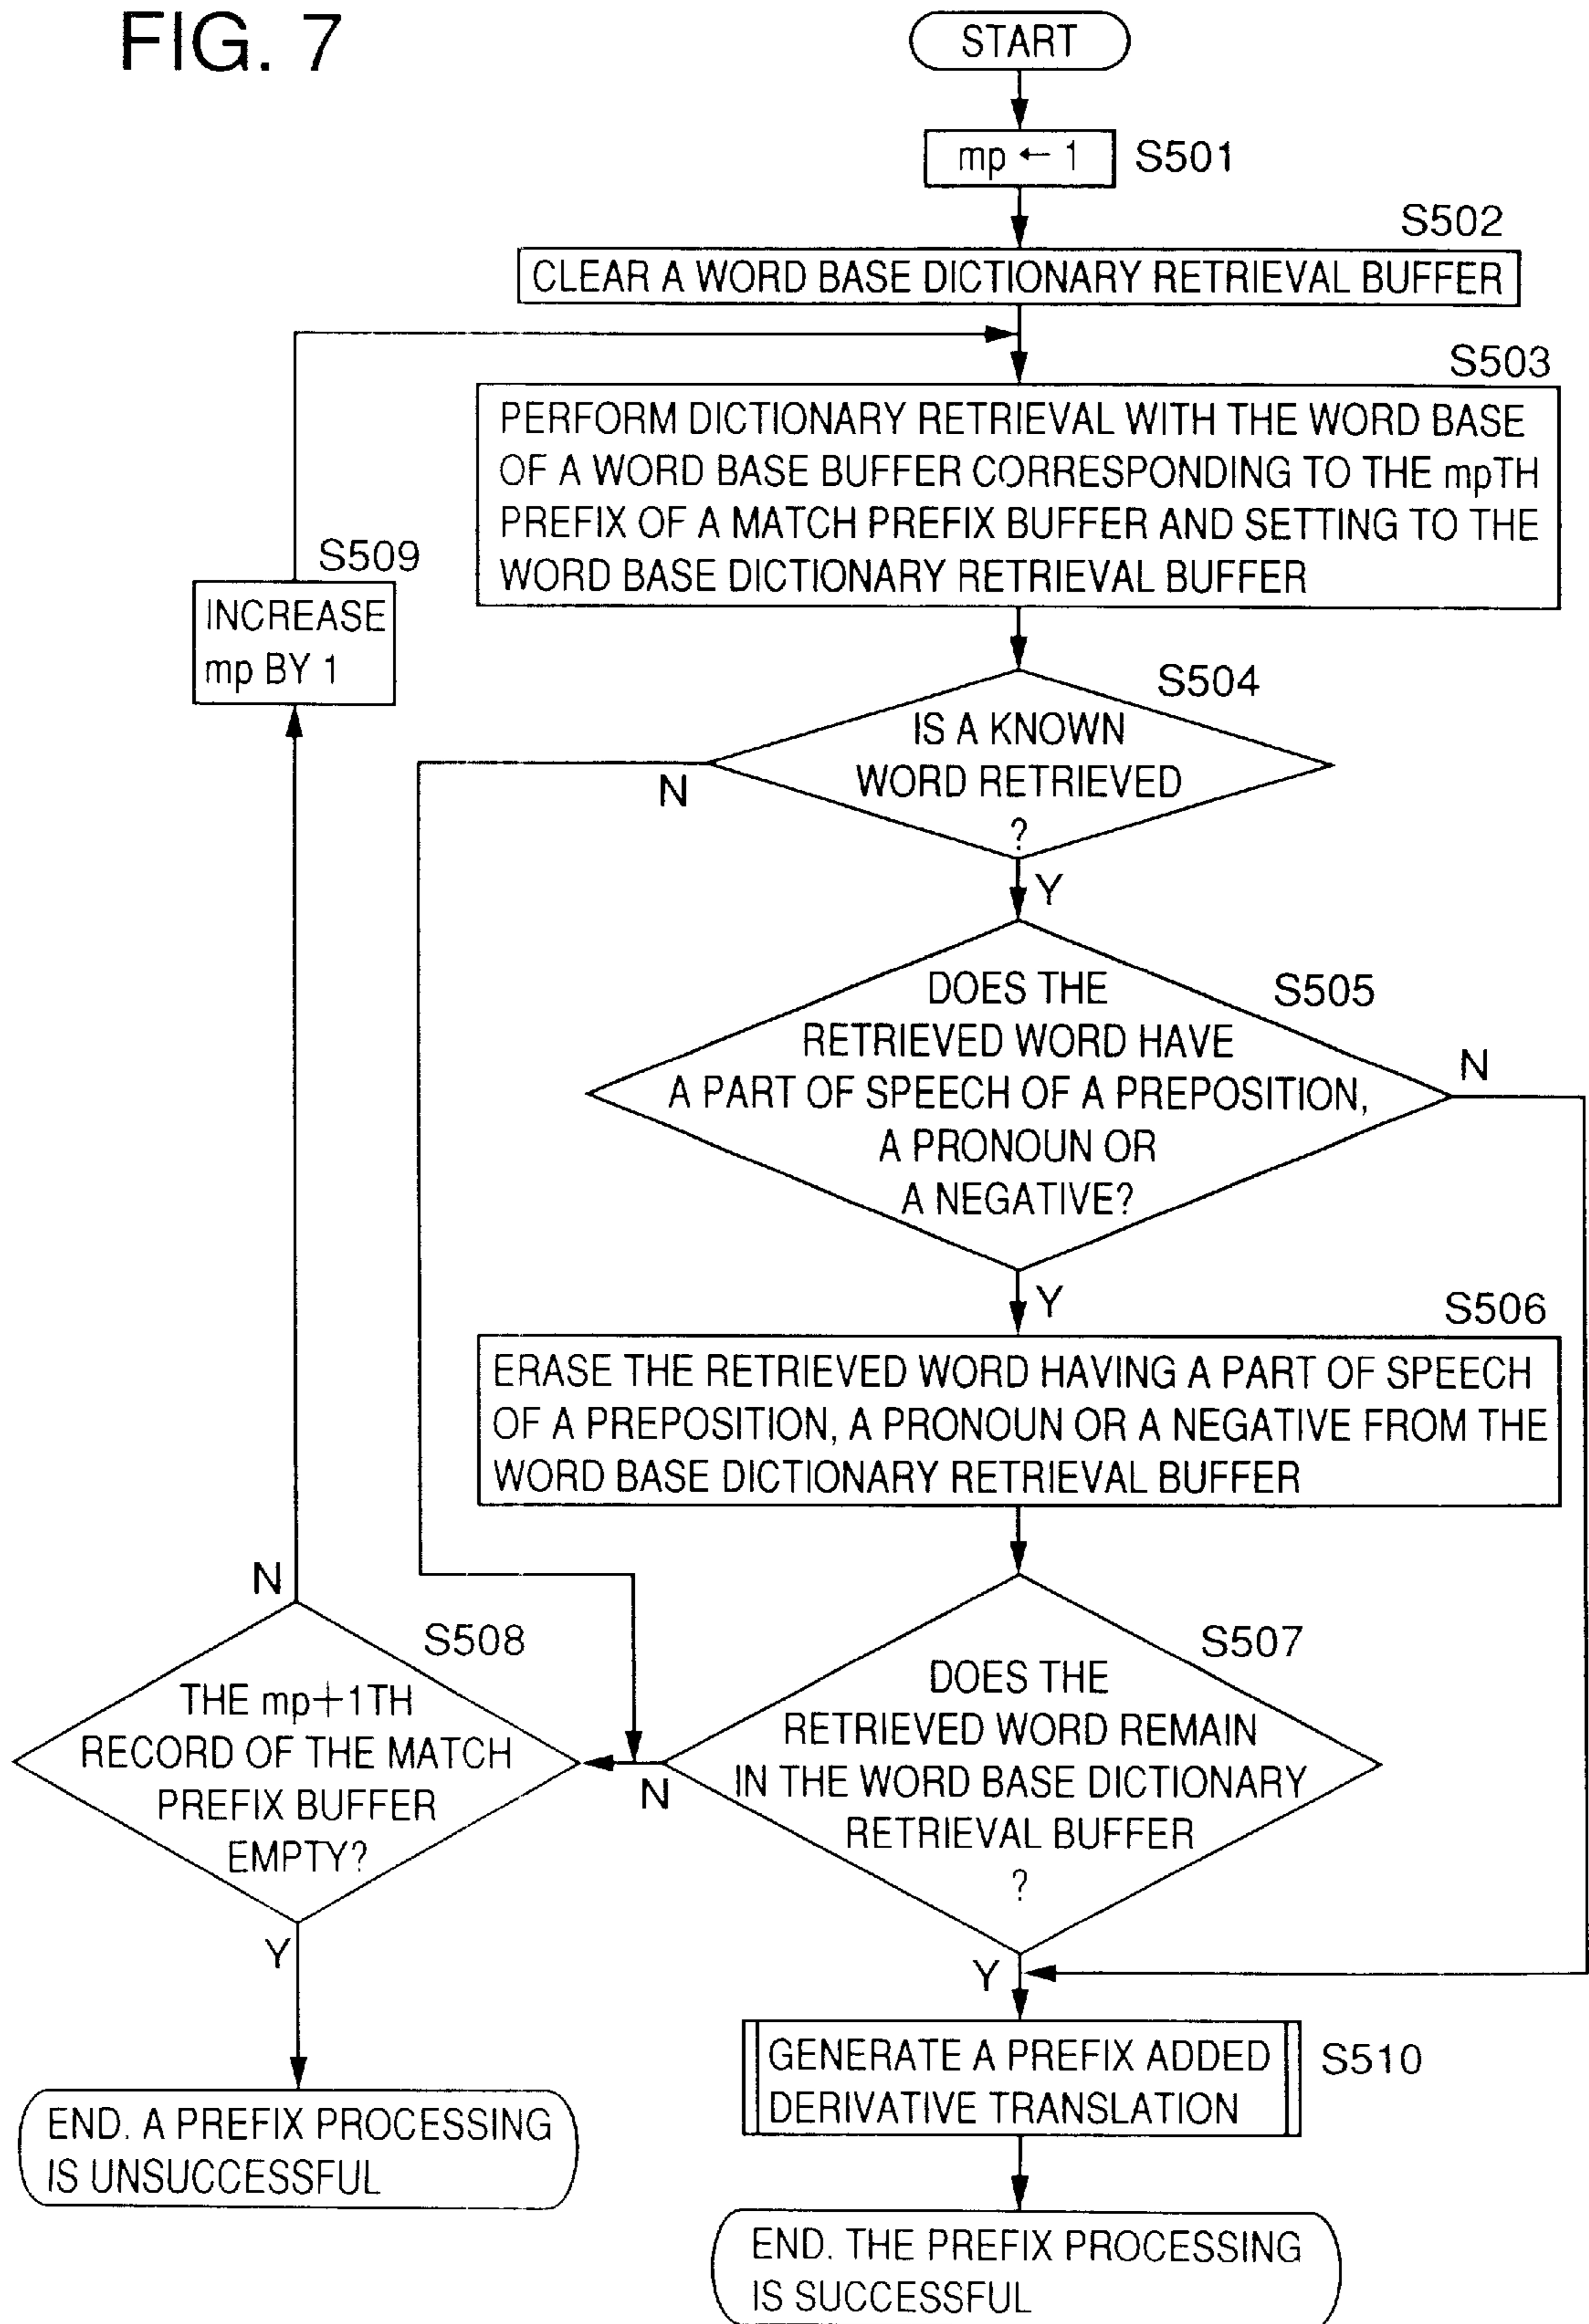 FIG. 7
START
mp ← 1
S501
S502
CLEAR A WORD BASE DICTIONARY RETRIEVAL BUFFER
S503
PERFORM DICTIONARY RETRIEVAL WITH THE WORD BASE
OF A WORD BASE BUFFER CORRESPONDING TO THE mpTH
PREFIX OF A MATCH PREFIX BUFFER AND SETTING TO THE
WORD BASE DICTIONARY RETRIEVAL BUFFER
S509
INCREASE
mp BY 1
S504
IS A KNOWN
WORD RETRIEVED
?
N
Y
S505
DOES THE
RETRIEVED WORD HAVE
A PART OF SPEECH OF A PREPOSITION,
A PRONOUN OR
A NEGATIVE?
N
Y
S506
ERASE THE RETRIEVED WORD HAVING A PART OF SPEECH
OF A PREPOSITION, A PRONOUN OR A NEGATIVE FROM THE
WORD BASE DICTIONARY RETRIEVAL BUFFER
S507
DOES THE
RETRIEVED WORD REMAIN
IN THE WORD BASE DICTIONARY
RETRIEVAL BUFFER
?
N
Y
N
S508
THE mp+1TH
RECORD OF THE MATCH
PREFIX BUFFER
EMPTY?
Y
END. A PREFIX PROCESSING
IS UNSUCCESSFUL
GENERATE A PREFIX ADDED
DERIVATIVE TRANSLATION
S510
END. THE PREFIX PROCESSING
IS SUCCESSFUL